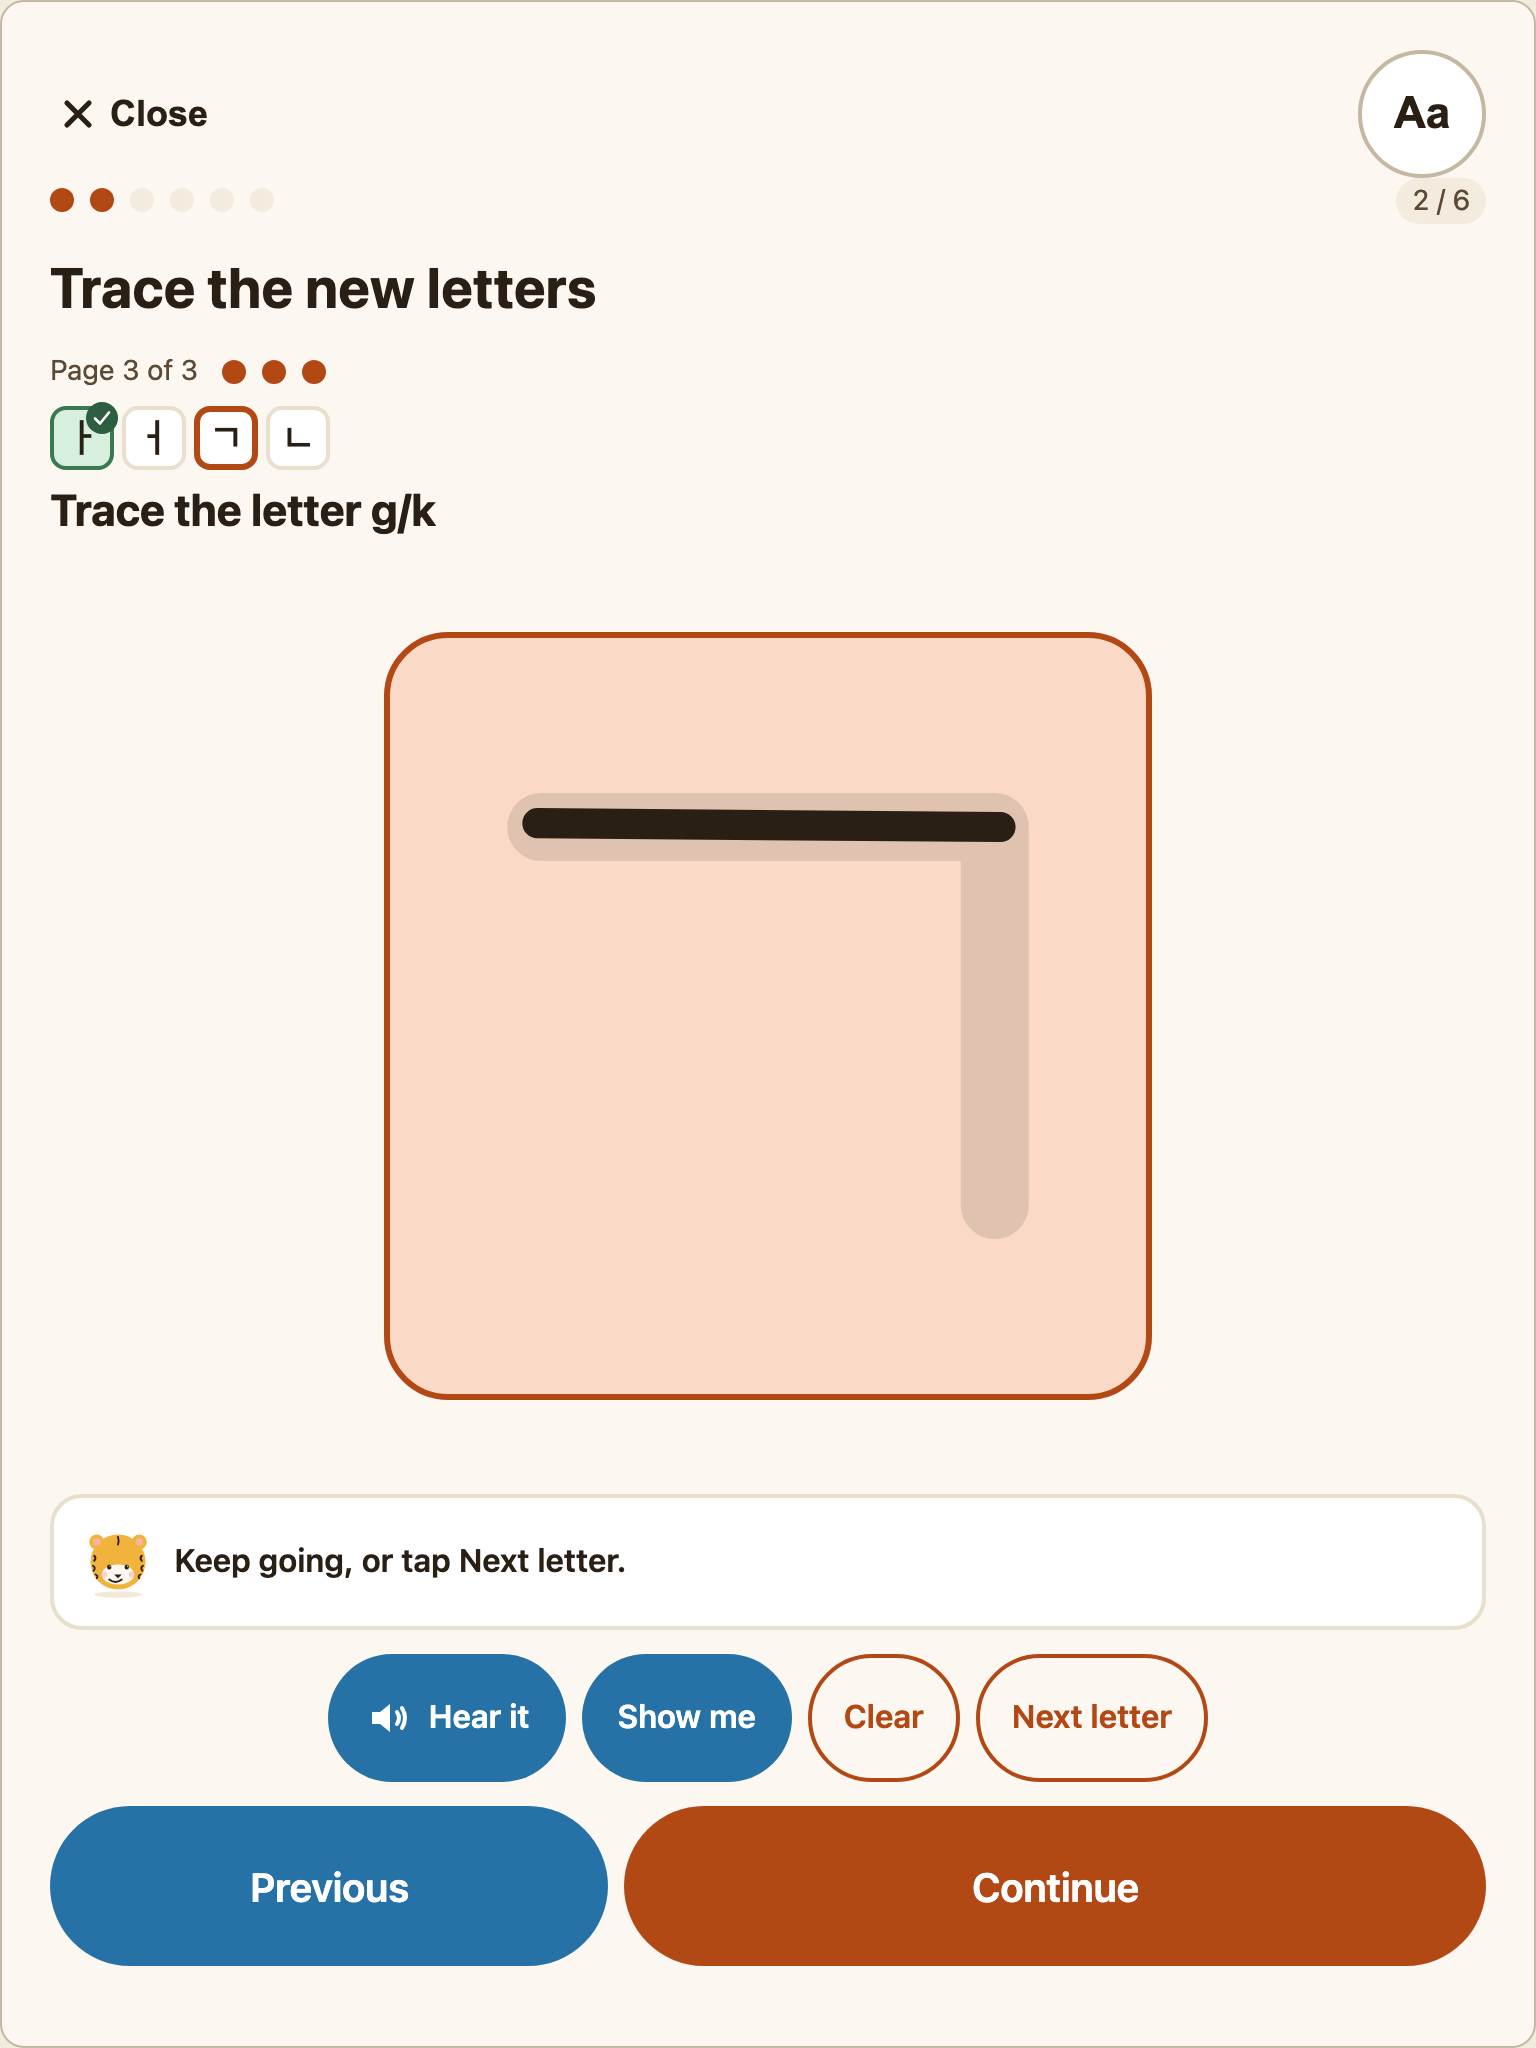 Close
Aa
2 / 6
Trace the new letters
Page 3 of 3
ㅏ ㅓ ㄱ ㄴ
Trace the letter g/k
ㄱ
Keep going, or tap Next letter.
Hear it Show me Clear Next letter
Previous Continue